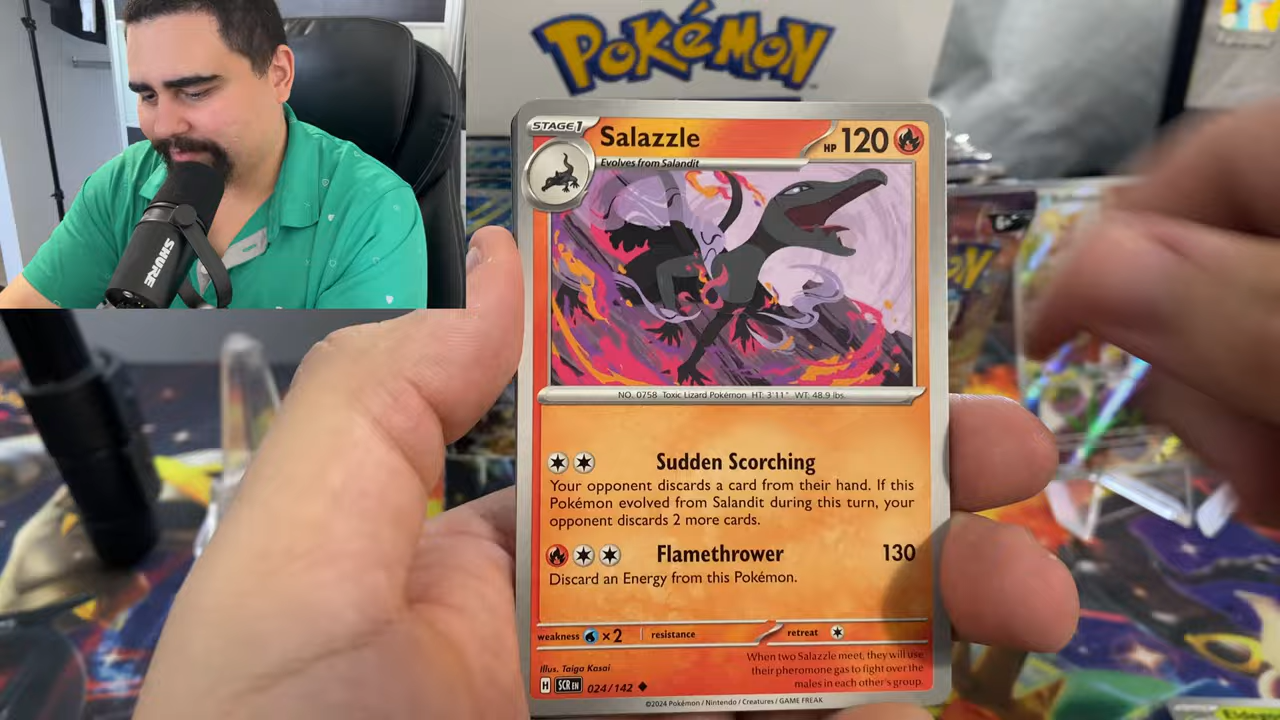 POKéMON
STAGE1
Salazzle
HP 120
Evolves from Salandit
NO. 0758 Toxic Lizard Pokémon HT: 3'11" WT: 48.9 lbs.
Sudden Scorching
Your opponent discards a card from their hand. If this
Pokémon evolved from Salandit during this turn, your
opponent discards 2 more cards.
Flamethrower 130
Discard an Energy from this Pokémon.
weakness ×2 resistance retreat
When two Salazzle meet, they will use
their pheromone gas to fight over the
males in each other's group.
Illus. Taiga Kasai
H SCR EN 024/142
©2024 Pokémon / Nintendo / Creatures / GAME FREAK
SHURE